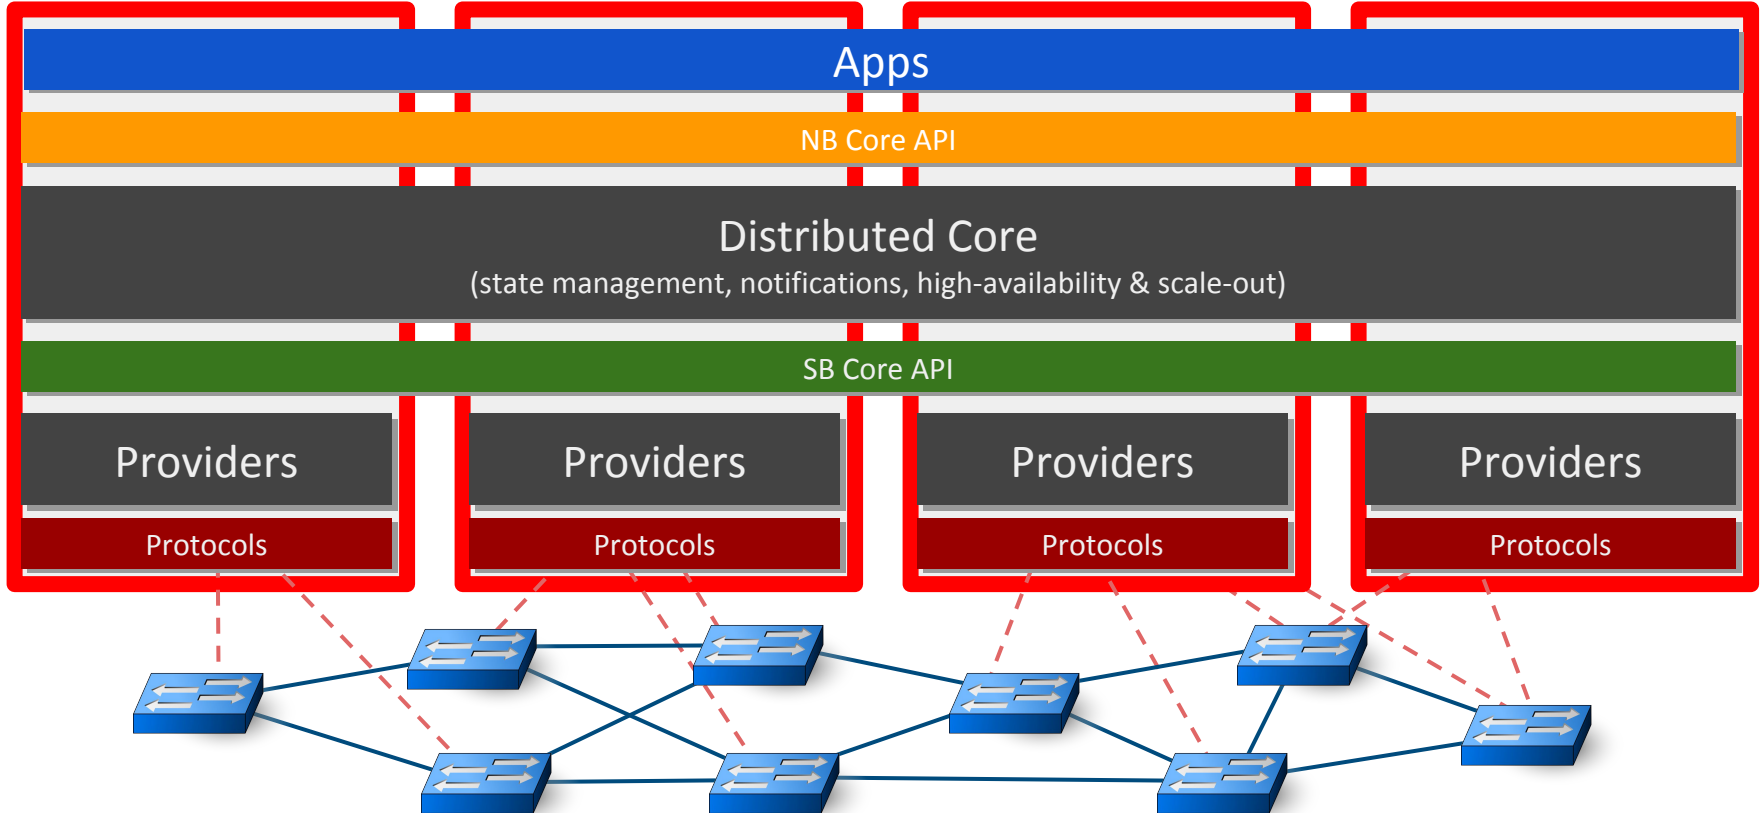 Apps
NB Core API
Distributed Core
(state management, notifications, high-availability & scale-out)
SB Core API
Providers
Providers
Providers
Providers
Protocols
Protocols
Protocols
Protocols